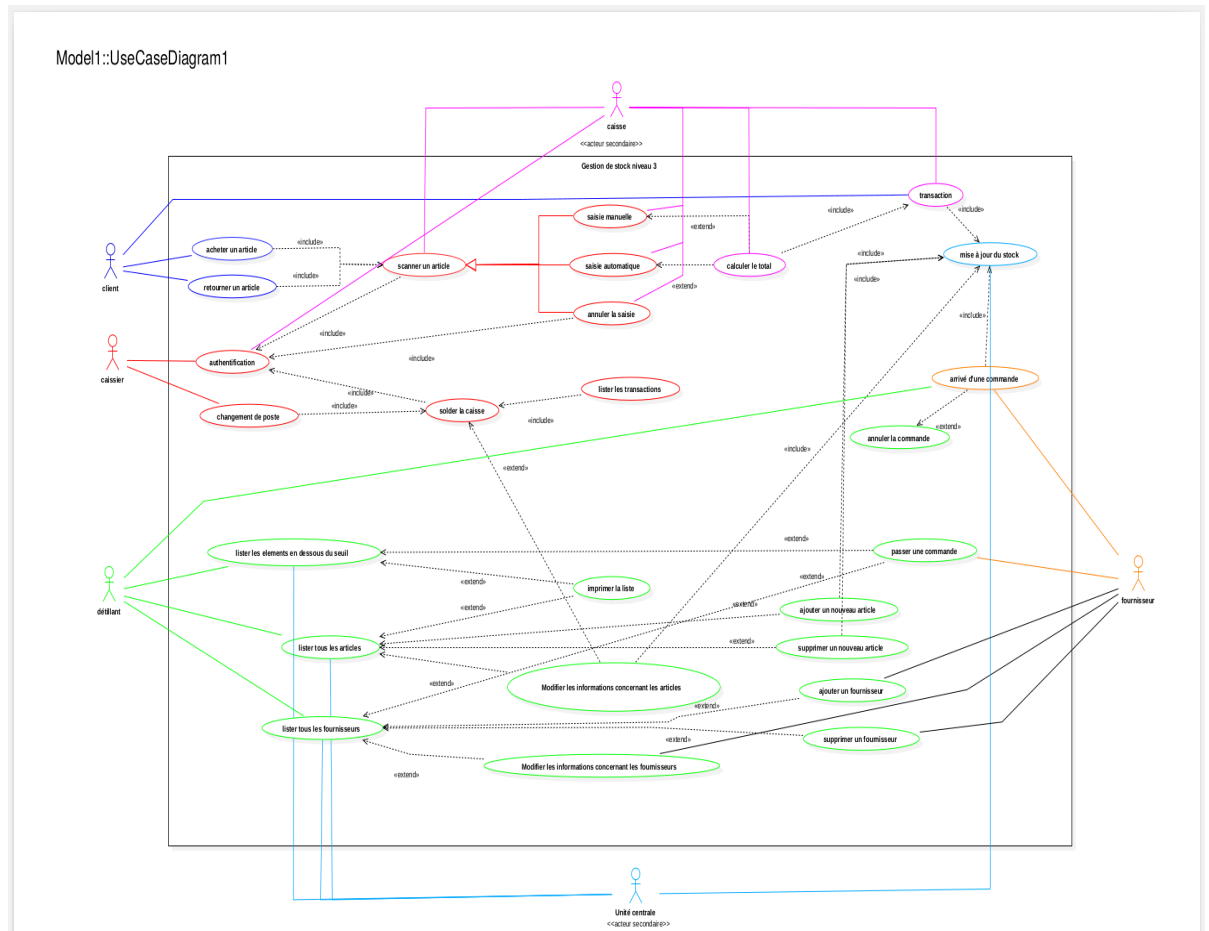 Model1::UseCaseDiagram1
caisse
<<acteur secondaire>>
Gestion de stock niveau 3
transaction
«include»
«include»
saisie manuelle
«extend»
acheter un article
«include»
mise à jour du stock
«include»
scanner un article
saisie automatique
calculer le total
client
retourner un article
«include»
«include»
«extend»
annuler la saisie
«include»
«include»
authentification
«include»
caissier
arrivé d'une commande
lister les transactions
«include»
changement de poste
«include»
solder la caisse
«include»
«extend»
annuler la commande
«include»
«extend»
«extend»
lister les elements en dessous du seuil
passer une commande
«extend»
«extend»
imprimer la liste
fournisseur
détillant
«extend»
«extend»
ajouter un nouveau article
«extend»
lister tous les articles
supprimer un nouveau article
«extend»
Modifier les informations concernant les articles
ajouter un fournisseur
«extend»
lister tous les fournisseurs
«extend»
supprimer un fournisseur
Modifier les informations concernant les fournisseurs
«extend»
Unité centrale
<<acteur secondaire>>